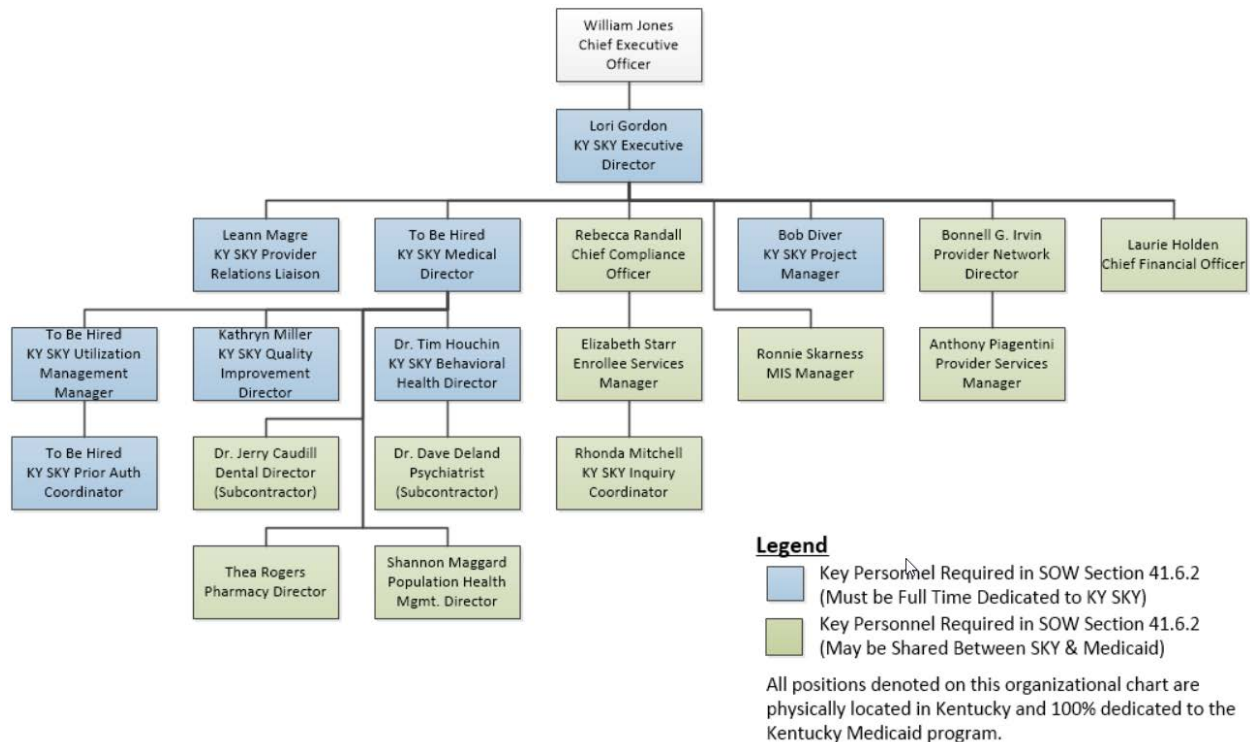 William Jones
Chief Executive
Officer
Lori Gordon
KY SKY Executive
Director
Leann Magre
KY SKY Provider
Relations Liaison
To Be Hired
KY SKY Medical
Director
Rebecca Randall
Chief Compliance
Officer
Bob Diver
KY SKY Project
Manager
Bonnell G. Irvin
Provider Network
Director
Laurie Holden
Chief Financial Officer
To Be Hired
KY SKY Utilization
Management
Manager
Kathryn Miller
KY SKY Quality
Improvement
Director
Dr. Tim Houchin
KY SKY Behavioral
Health Director
Elizabeth Starr
Enrollee Services
Manager
Ronnie Skarness
MIS Manager
Anthony Piagentini
Provider Services
Manager
To Be Hired
KY SKY Prior Auth
Coordinator
Dr. Jerry Caudill
Dental Director
(Subcontractor)
Dr. Dave Deland
Psychiatrist
(Subcontractor)
Rhonda Mitchell
KY SKY Inquiry
Coordinator
Thea Rogers
Pharmacy Director
Shannon Maggard
Population Health
Mgmt. Director
Legend
Key Personnel Required in SOW Section 41.6.2
(Must be Full Time Dedicated to KY SKY)
Key Personnel Required in SOW Section 41.6.2
(May be Shared Between SKY & Medicaid)
All positions denoted on this organizational chart are
physically located in Kentucky and 100% dedicated to the
Kentucky Medicaid program.